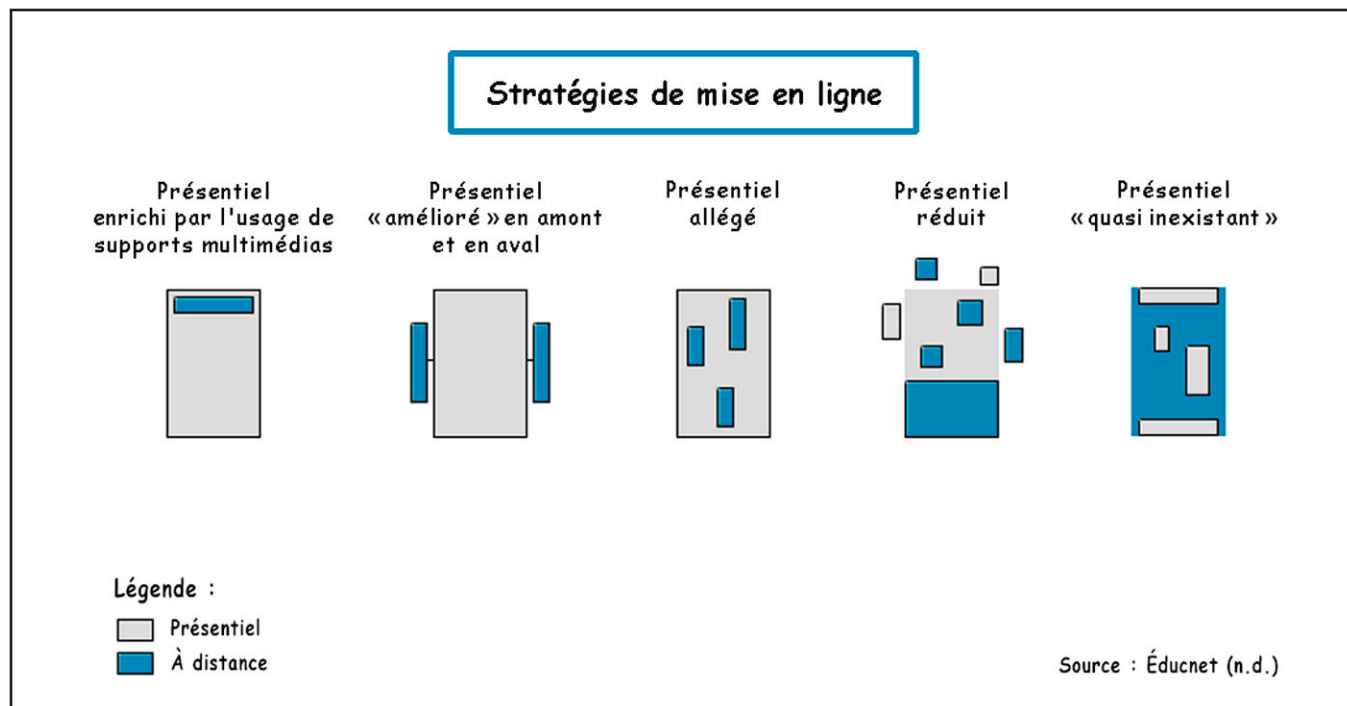 Stratégies de mise en ligne
Présentiel
enrichi par l'usage de
supports multimédias
Présentiel
«amélioré» en amont
et en aval
Présentiel
allégé
Présentiel
réduit
Présentiel
«quasi inexistant»
Légende :
Présentiel
À distance
Source : Éducnet (n.d.)